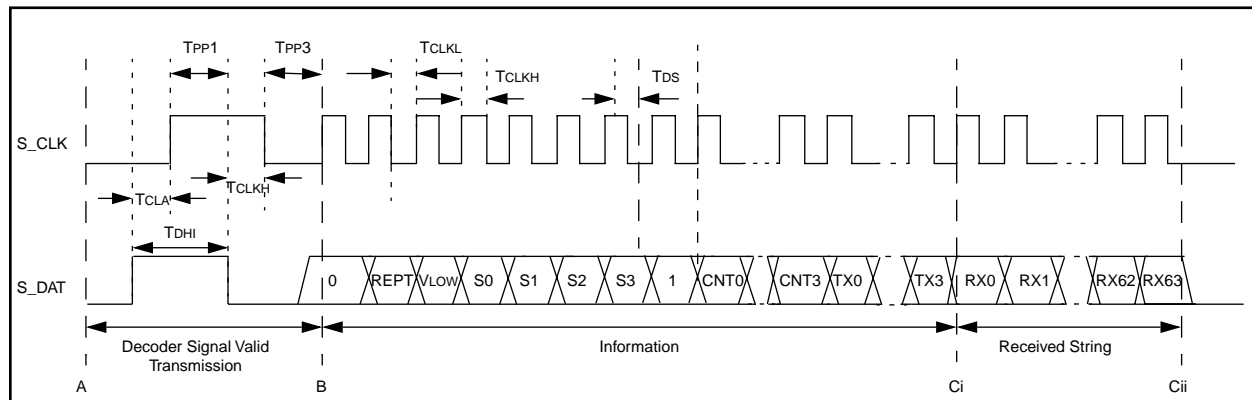 TPP1 TPP3 TCLKL
TCLKH TDS
S_CLK
TCLA TCLKH
TDHI
S_DAT 0 REPT VLOW S0 S1 S2 S3 1 CNT0 CNT3 TX0 TX3 RX0 RX1 RX62 RX63
Decoder Signal Valid
Transmission
Information
Received String
A B Ci Cii